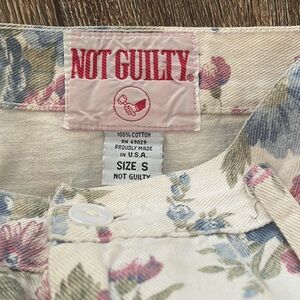 NOT GUILTY®
100% COTTON
RN 49029
PROUDLY MADE
IN U.S.A.
SIZE S
NOT GUILTY